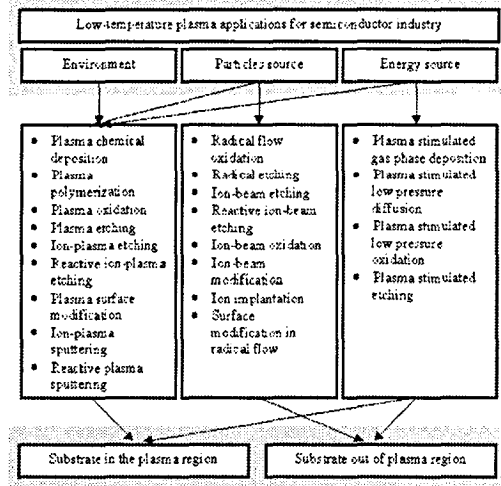 Low-temperature plasma applications for semiconductor industry
Environment
Particles source
Energy source
• Plasma chemical
deposition
• Plasma
polymerization
• Plasma oxidation
• Plasma etching
• Ion-plasma etching
• Reactive ion-plasma
etching
• Plasma surface
modification
• Ion-plasma
sputtering
• Reactive plasma
sputtering
• Radical flow
oxidation
• Radical etching
• Ion-beam etching
• Reactive ion-beam
etching
• Ion-beam oxidation
• Ion-beam
modification
• Ion implantation
• Surface
modification in
radical flow
• Plasma stimulated
gas phase deposition
• Plasma stimulated
low pressure
diffusion
• Plasma stimulated
low pressure
oxidation
• Plasma stimulated
etching
Substrate in the plasma region
Substrate out of plasma region